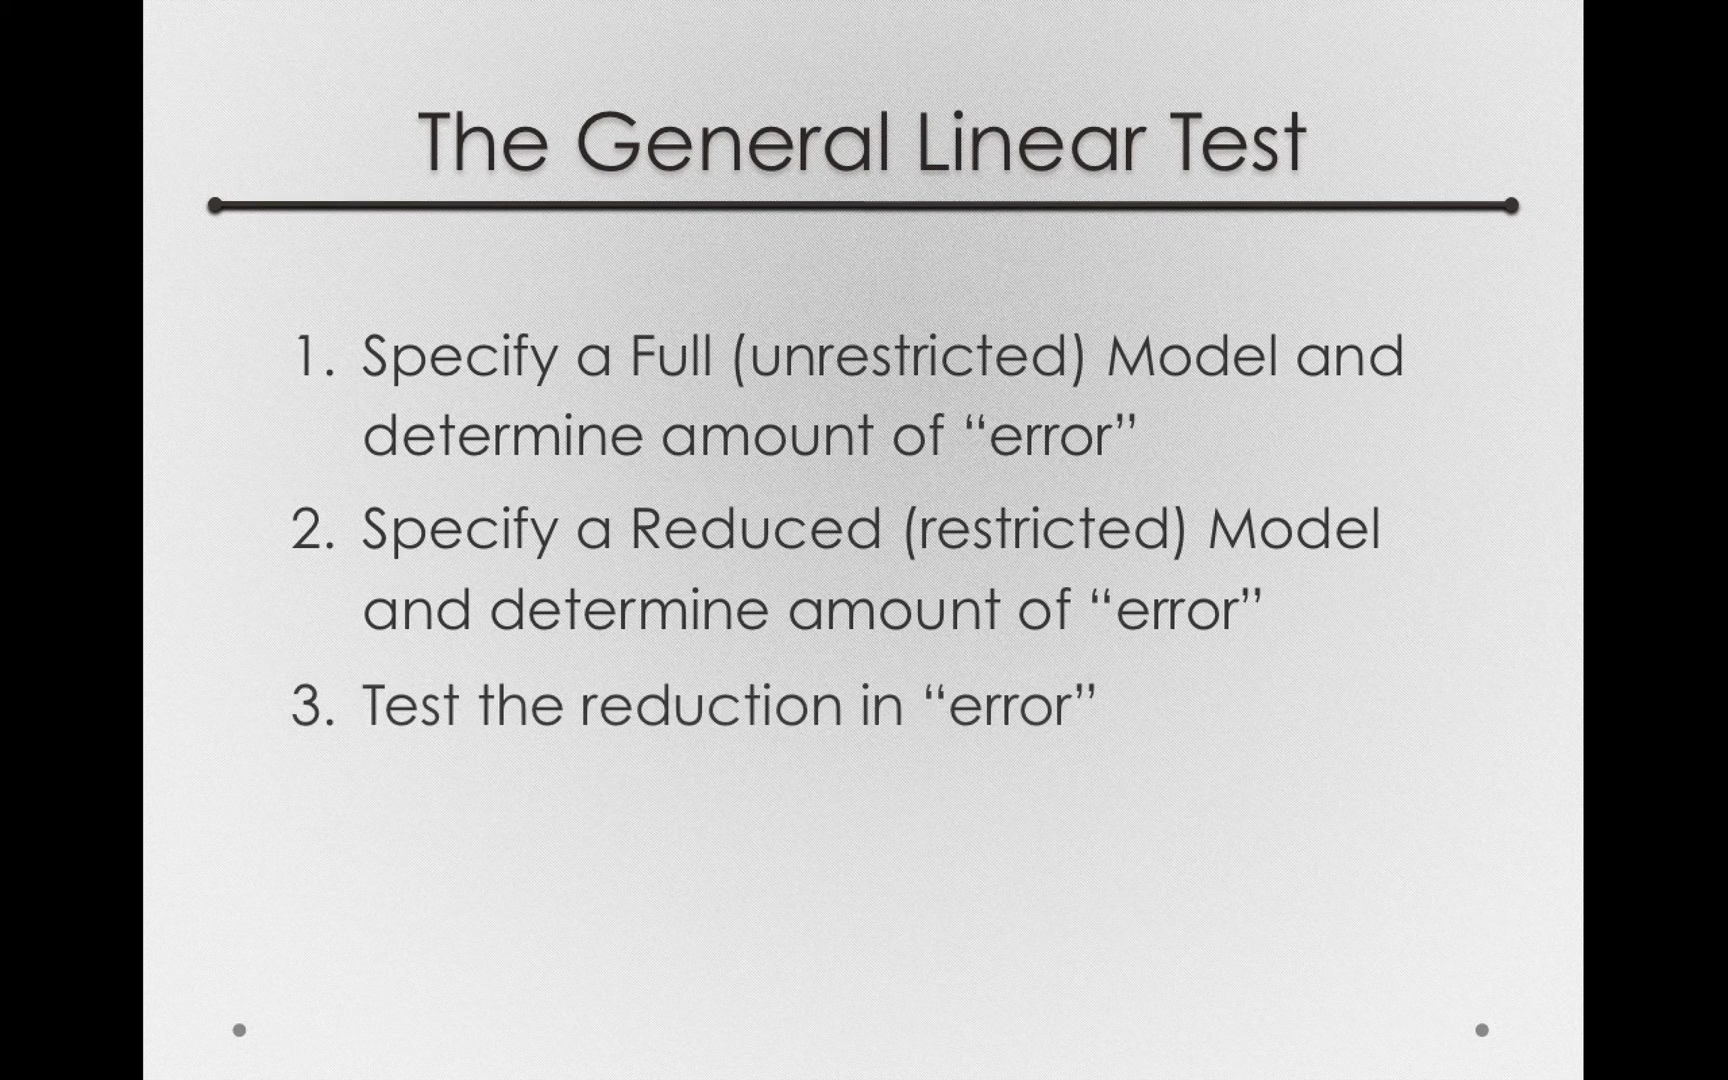 The General Linear Test
1. Specify a Full (unrestricted) Model and
determine amount of “error”
2. Specify a Reduced (restricted) Model
and determine amount of “error”
3. Test the reduction in “error”